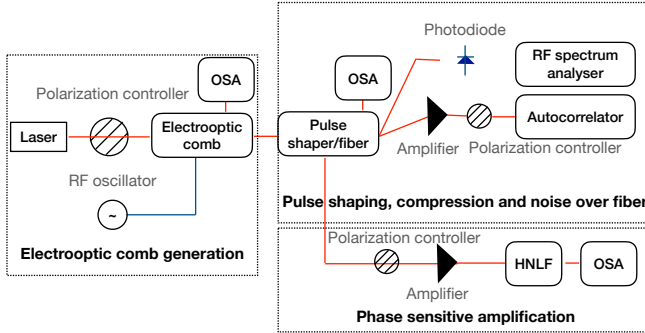 Photodiode
OSA
OSA
RF spectrum
analyser
Polarization controller
Laser
Electrooptic
comb
Pulse
shaper/fiber
Autocorrelator
Amplifier
Polarization controller
RF oscillator
~
Pulse shaping, compression and noise over fiber
Electrooptic comb generation
Polarization controller
HNLF
OSA
Amplifier
Phase sensitive amplification